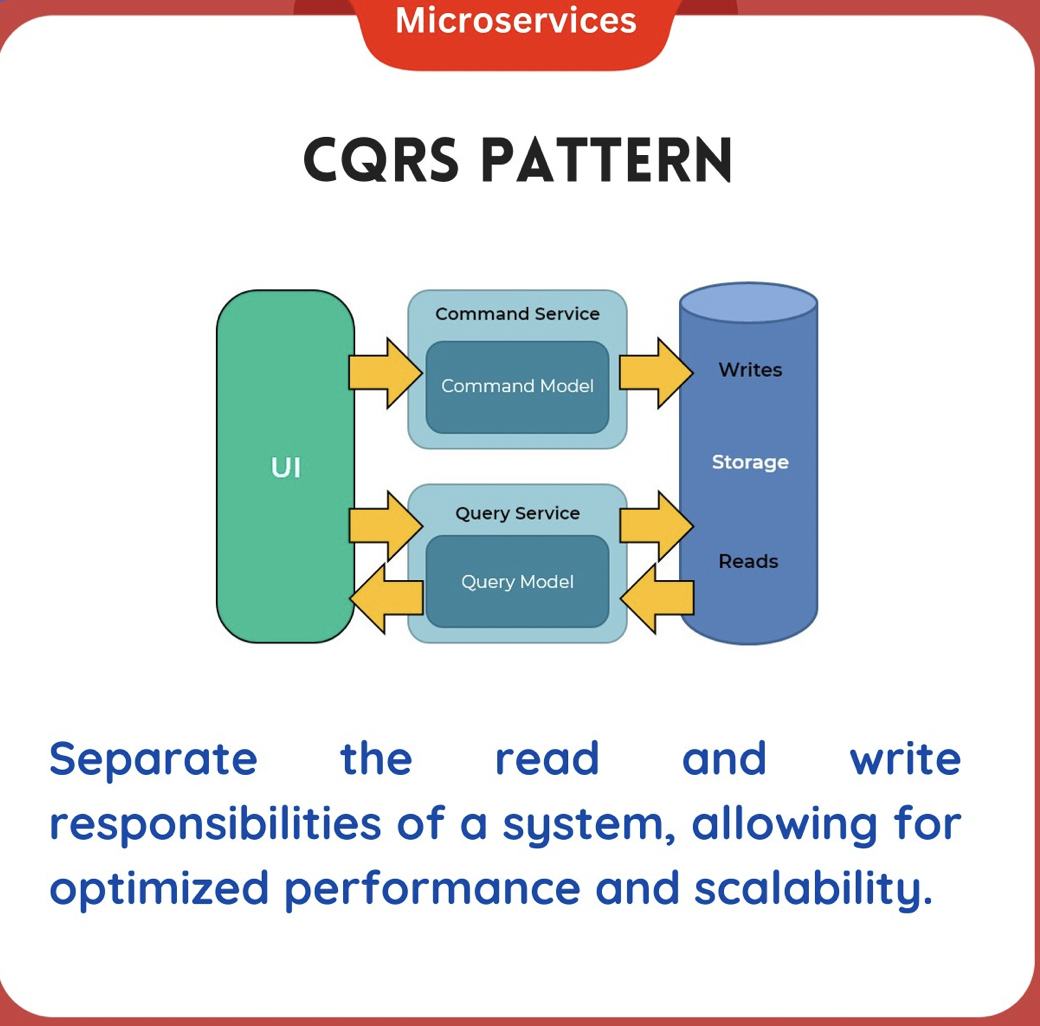 Microservices
CQRS PATTERN
Command Service
Command Model
Writes
UI
Storage
Query Service
Query Model
Reads
Separate the read and write
responsibilities of a system, allowing for
optimized performance and scalability.